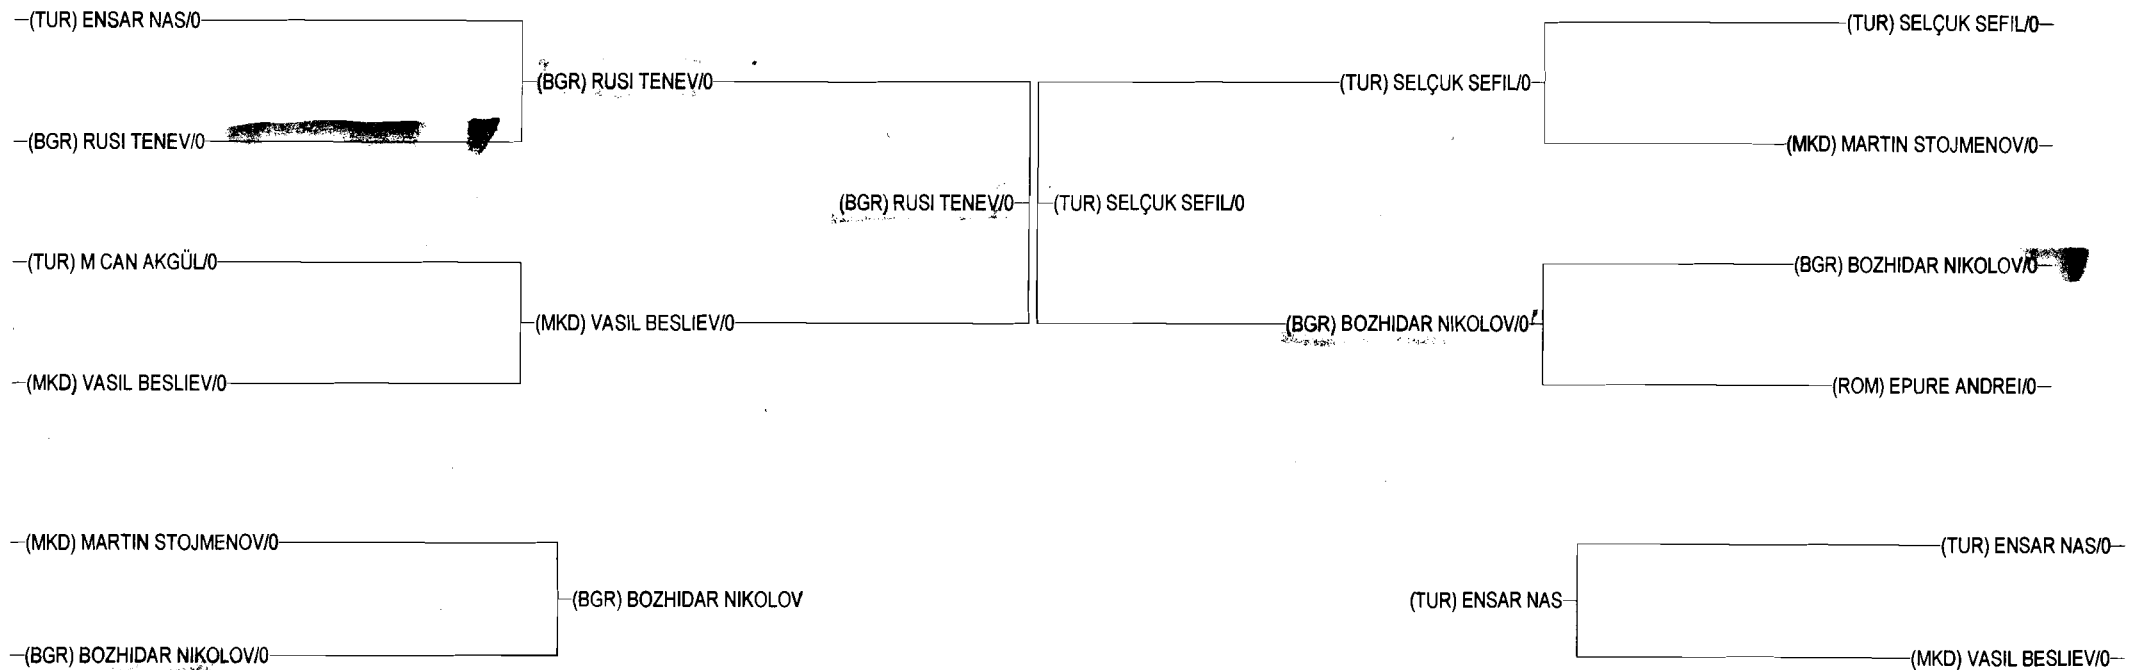 (TUR) ENSAR NAS/0
(BGR) RUSI TENEV/0
(TUR) M CAN AKGÜL/0
(MKD) VASIL BESLIEV/0
(BGR) RUSI TENEV/0
(MKD) VASIL BESLIEV/0
(BGR) RUSI TENEV/0
(TUR) SELÇUK SEFIL/0
(TUR) SELÇUK SEFIL/0
(BGR) BOZHIDAR NIKOLOV/0
(TUR) SELÇUK SEFIL/0
(MKD) MARTIN STOJMENOV/0
(BGR) BOZHIDAR NIKOLOV/0
(ROM) EPURE ANDREI/0
(MKD) MARTIN STOJMENOV/0
(BGR) BOZHIDAR NIKOLOV/0
(BGR) BOZHIDAR NIKOLOV
(TUR) ENSAR NAS
(TUR) ENSAR NAS/0
(MKD) VASIL BESLIEV/0